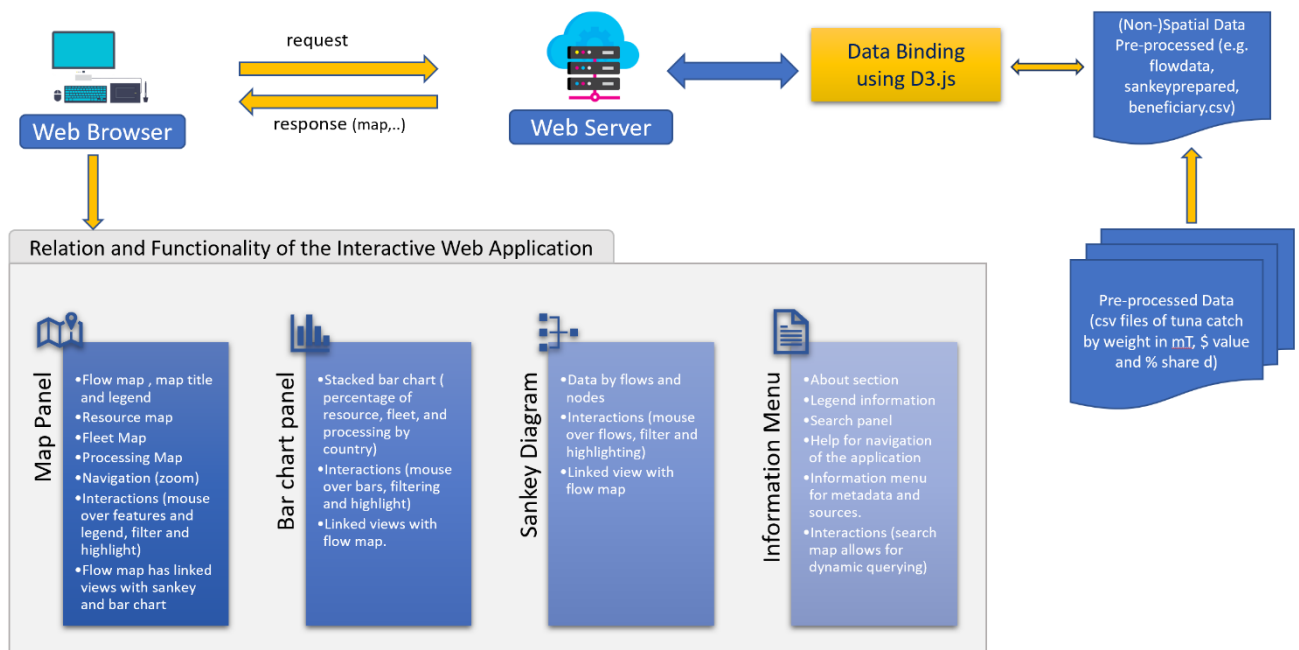 request
response (map,..)
Web Browser
Web Server
Data Binding
using D3.js
(Non-)Spatial Data
Pre-processed (e.g.
flowdata,
sankeyprepared,
beneficiary.csv)
Pre-processed Data
(csv files of tuna catch
by weight in mT, $ value
and % share d)
Relation and Functionality of the Interactive Web Application
Map Panel
•Flow map , map title
and legend
•Resource map
•Fleet Map
•Processing Map
•Navigation (zoom)
•Interactions (mouse
over features and
legend, filter and
highlight)
•Flow map has linked
views with sankey
and bar chart
Bar chart panel
•Stacked bar chart (
percentage of
resource, fleet, and
processing by
country)
•Interactions (mouse
over bars, filtering
and highlight)
•Linked views with
flow map.
Sankey Diagram
•Data by flows and
nodes
•Interactions (mouse
over flows, filter and
highlighting)
•Linked view with
flow map
Information Menu
•About section
•Legend information
•Search panel
•Help for navigation
of the application
•Information menu
for metadata and
sources.
•Interactions (search
map allows for
dynamic querying)